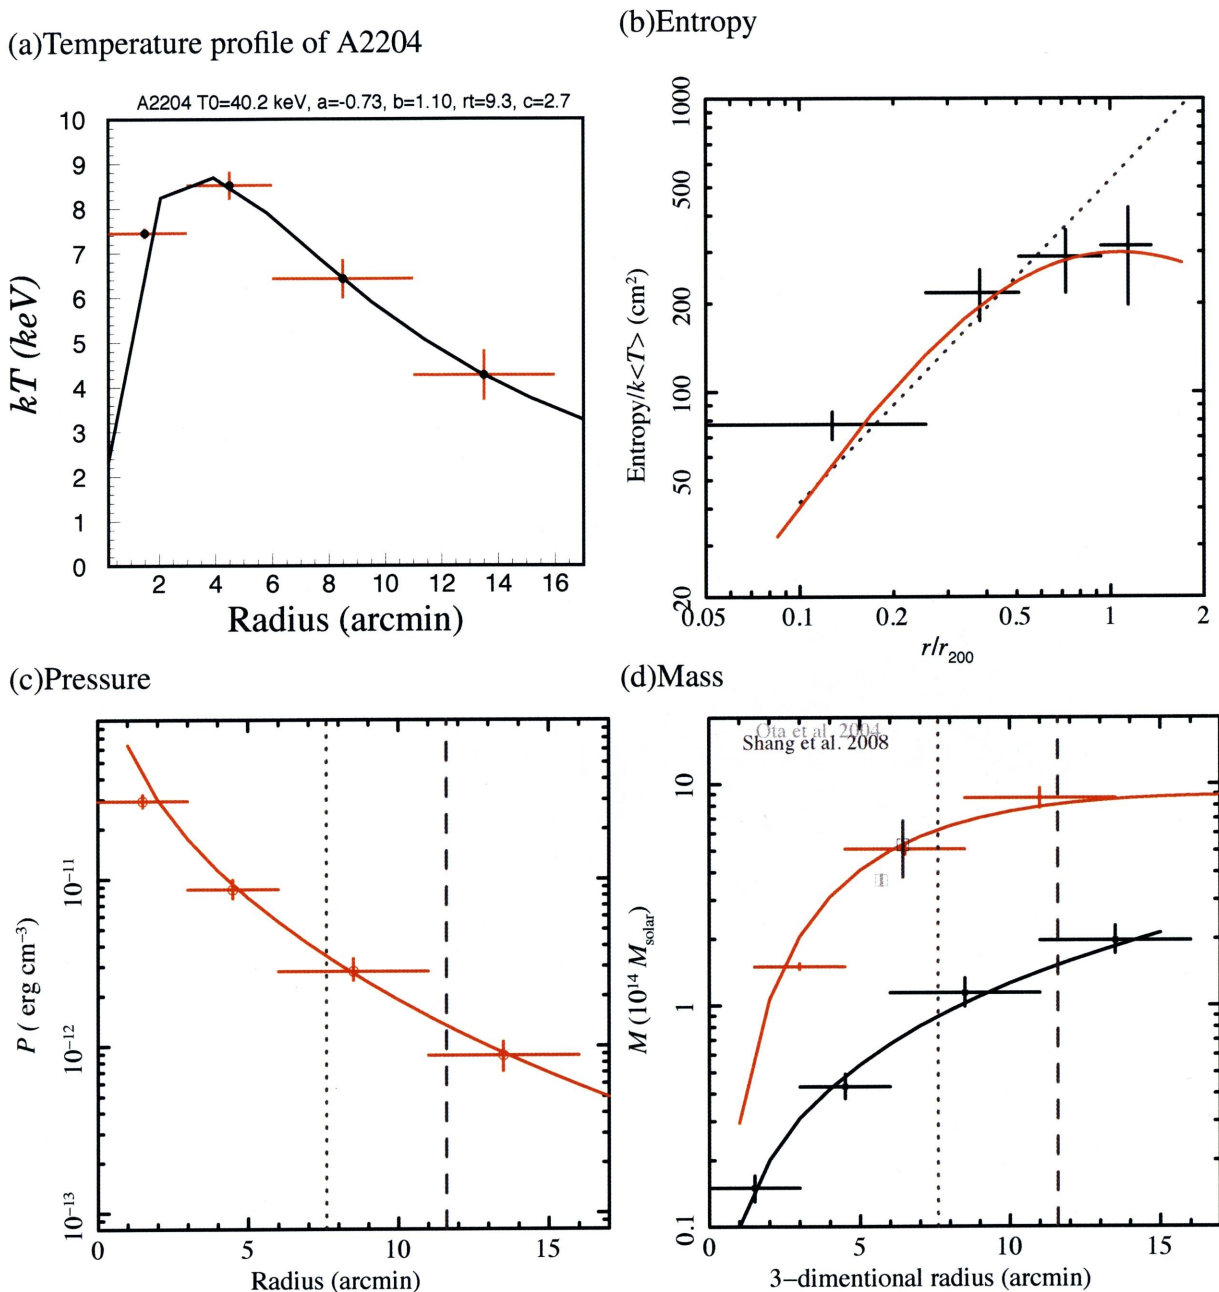 (a)Temperature profile of A2204
A2204 T0=40.2 keV, a=-0.73, b=1.10, rt=9.3, c=2.7
10
9
8
7
6
5
4
3
2
1
0
kT (keV)
2 4 6 8 10 12 14 16
Radius (arcmin)
(b)Entropy
1000
500
200
100
50
20
Entropy/k<T> (cm²)
0.05 0.1 0.2 0.5 1 2
r/r₂₀₀
(c)Pressure
10⁻¹¹
10⁻¹²
10⁻¹³
P ( erg cm⁻³)
0 5 10 15
Radius (arcmin)
(d)Mass
Ota et al. 2004
Shang et al. 2008
10
1
0.1
M (10¹⁴ Msolar)
0 5 10 15
3−dimentional radius (arcmin)